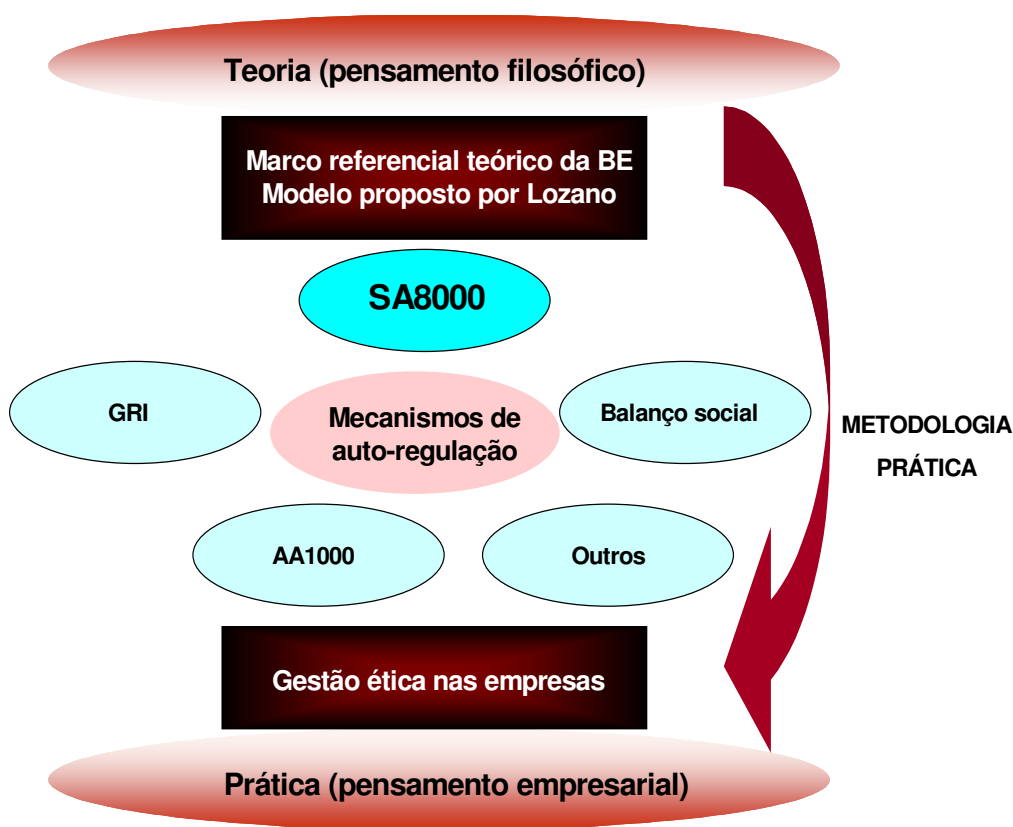 Teoria (pensamento filosófico)
Marco referencial teórico da BE
Modelo proposto por Lozano
SA8000
GRI
Mecanismos de
auto-regulação
Balanço social
METODOLOGIA
PRÁTICA
AA1000
Outros
Gestão ética nas empresas
Prática (pensamento empresarial)